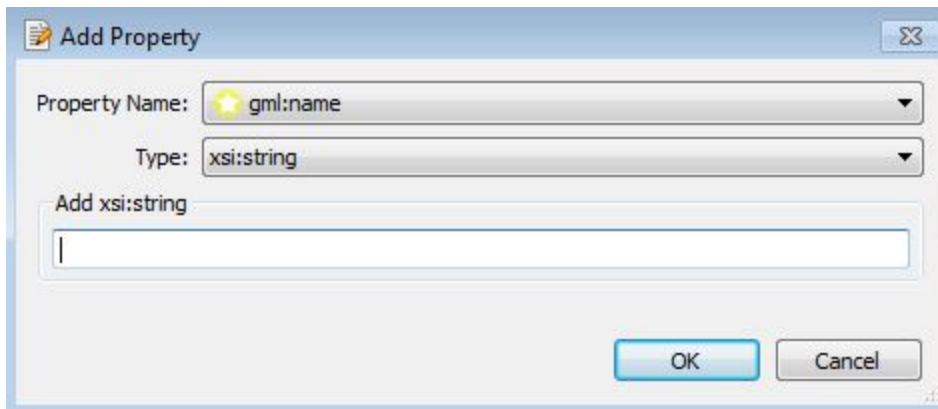 Add Property
Property Name: gml:name
Type: xsi:string
Add xsi:string
OK Cancel